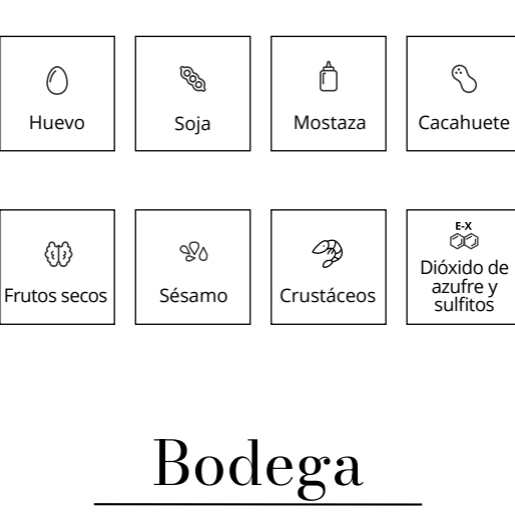 Huevo
Soja
Mostaza
Cacahuete
Frutos secos
Sésamo
Crustáceos
E-X
Dióxido de
azufre y
sulfitos
Bodega